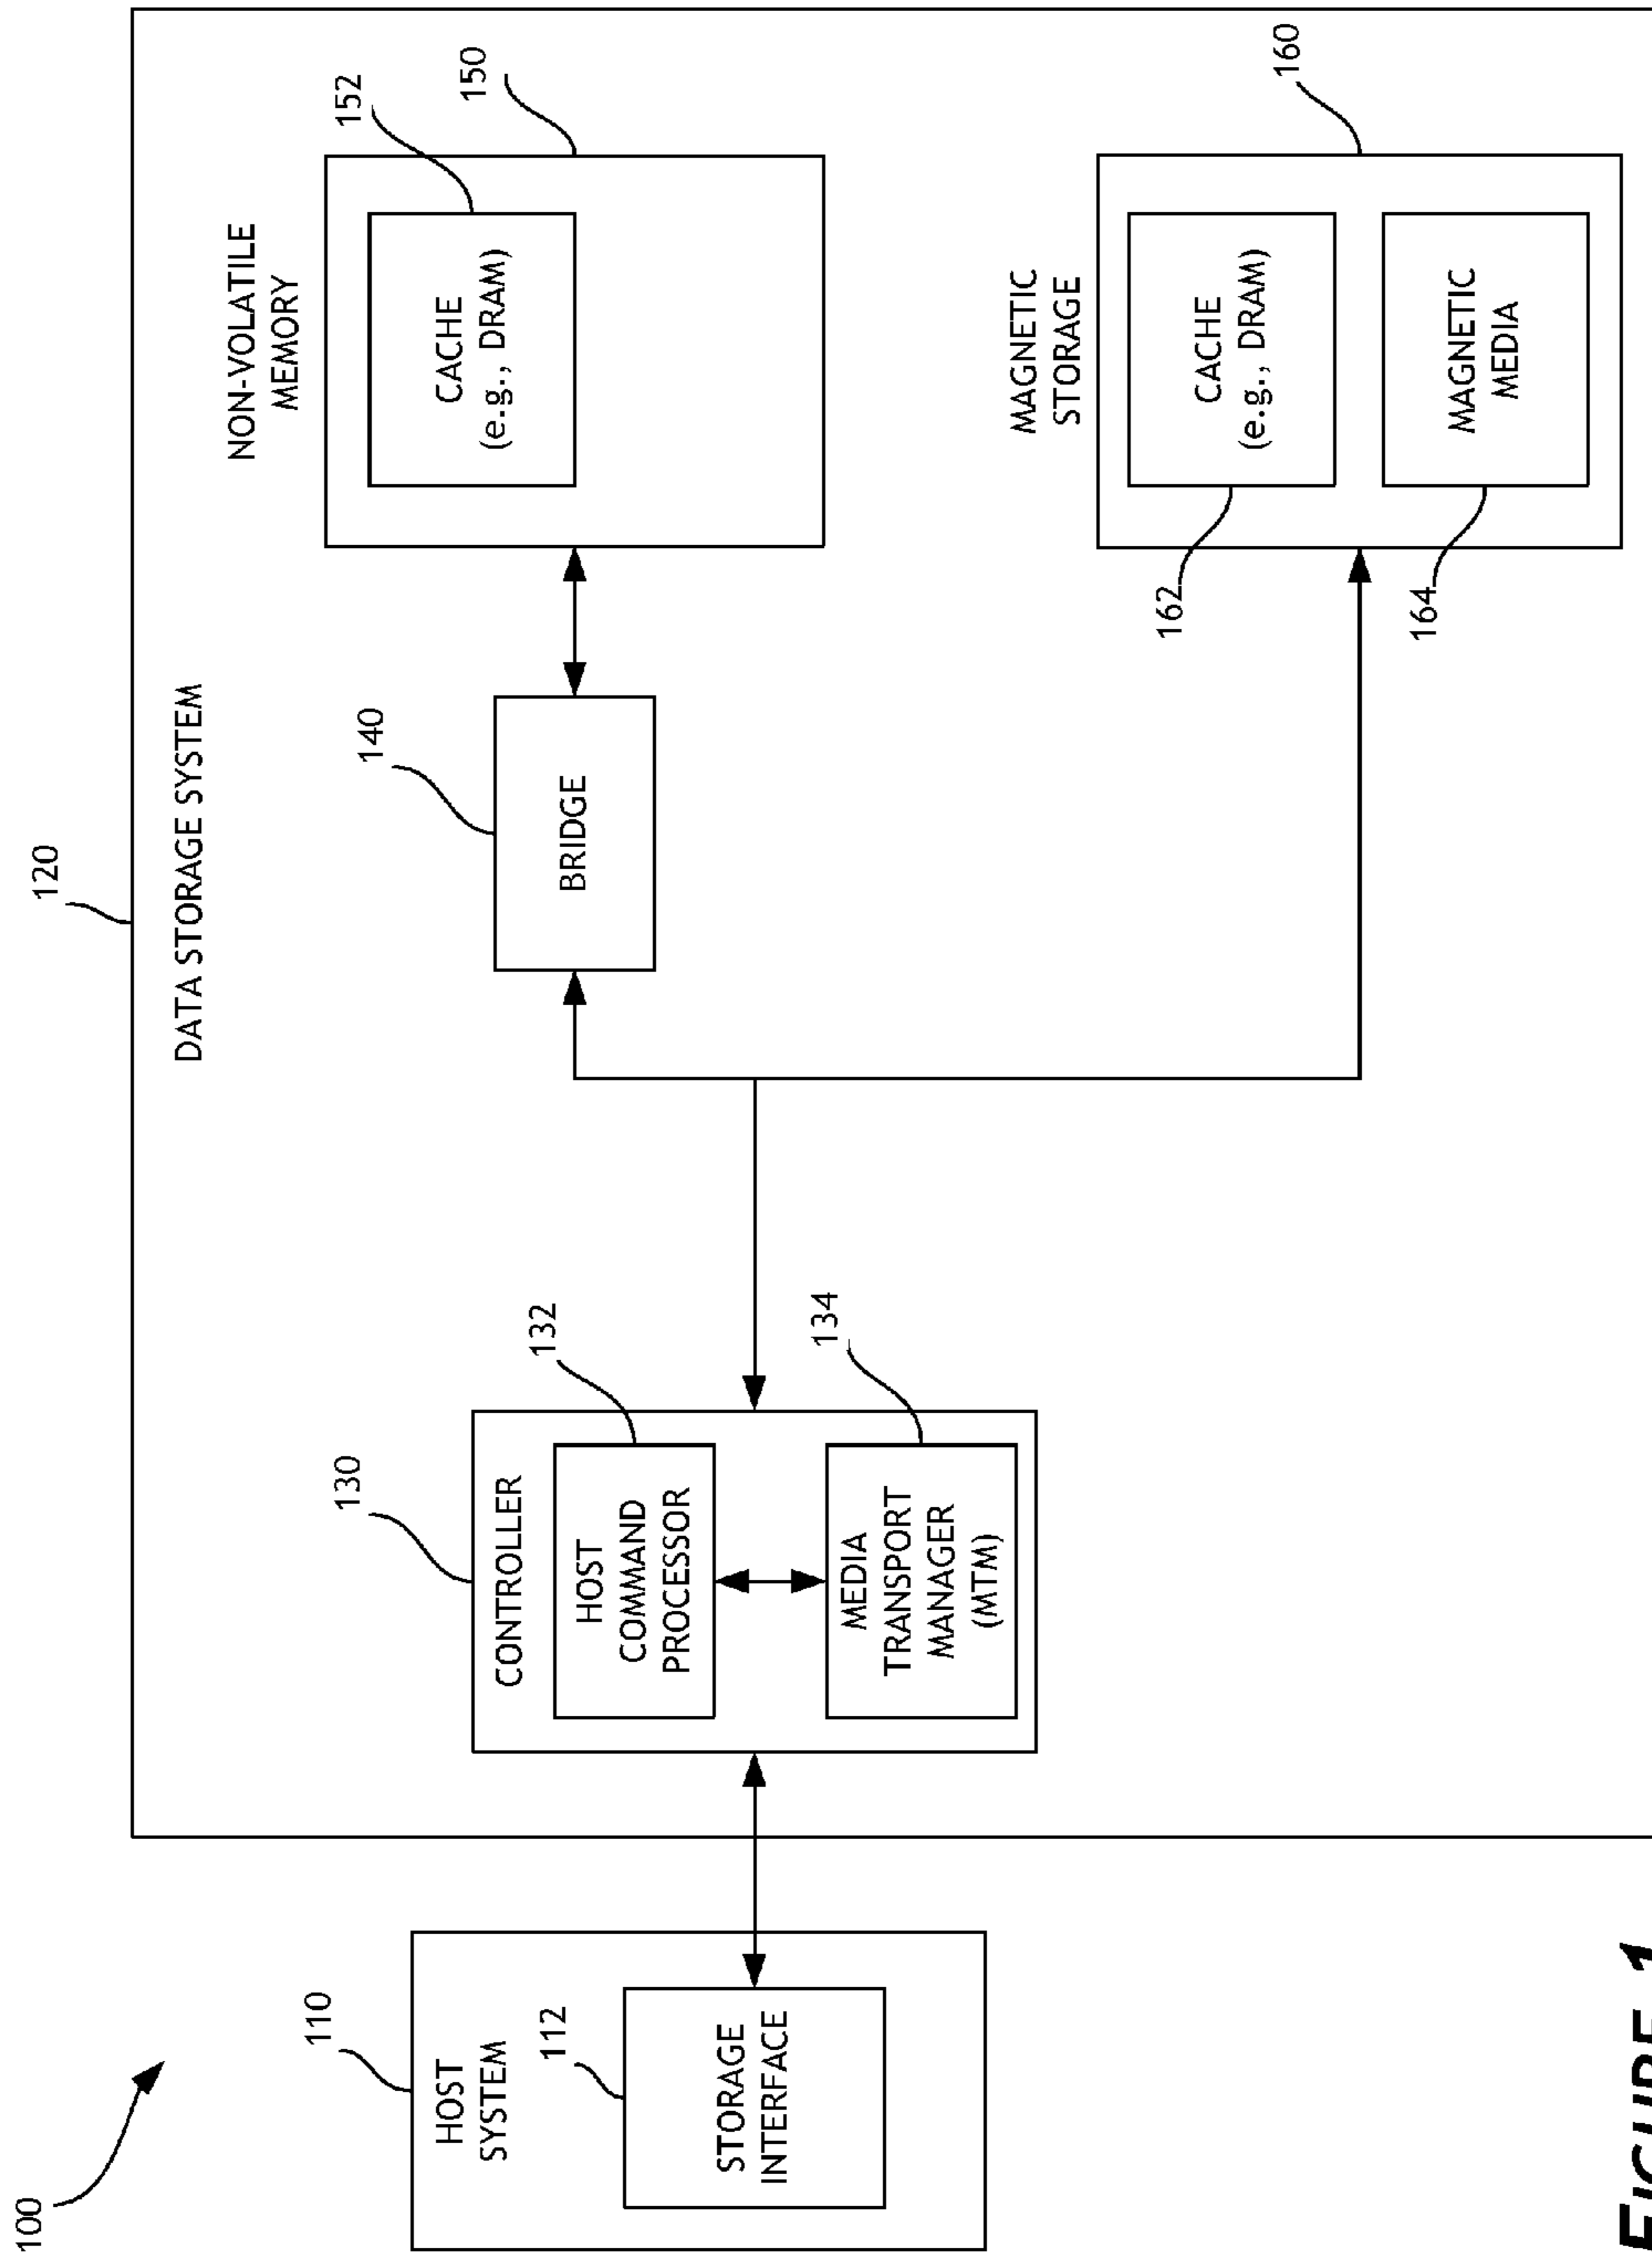 100
110
HOST
SYSTEM
112
STORAGE
INTERFACE
120
DATA STORAGE SYSTEM
130
CONTROLLER
132
HOST
COMMAND
PROCESSOR
134
MEDIA
TRANSPORT
MANAGER
(MTM)
140
BRIDGE
NON-VOLATILE
MEMORY
150
152
CACHE
(e.g., DRAM)
MAGNETIC
STORAGE
160
162
CACHE
(e.g., DRAM)
164
MAGNETIC
MEDIA
FIGURE 1